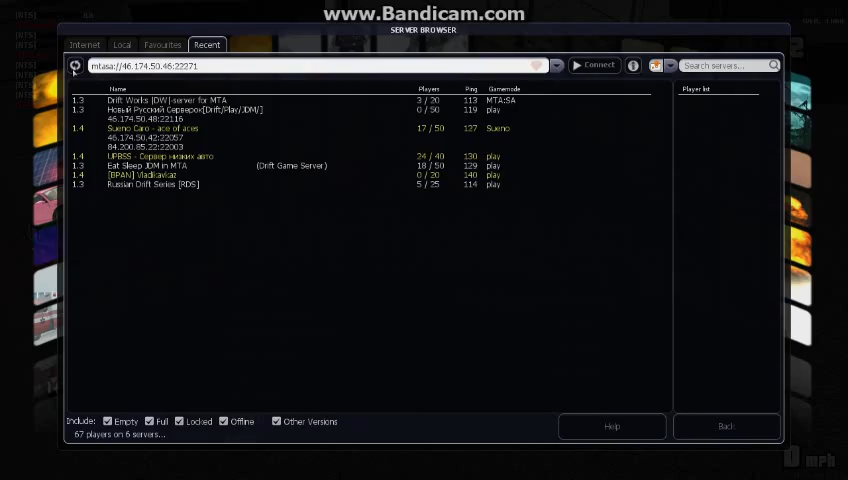 www.Bandicam.com
SERVER BROWSER
Internet Local Favourites Recent
mtasa://46.174.50.46:22271 Connect Search servers...
Name Players Ping Gamemode Player list
1.3 Drift Works |DW|-server for MTA 3 / 20 113 MTA:SA
1.3 Новый Русский Серверок[Drift/Play/JDM/] 0 / 50 119 play
46.174.50.48:22116
1.4 Sueno Caro - ace of aces 17 / 50 127 Sueno
46.174.50.42:22057
84.200.85.22:22003
1.4 UPBSS - Сервер низких авто 24 / 40 130 play
1.3 Eat Sleep JDM in MTA (Drift Game Server) 18 / 50 129 play
1.4 [BPAN] Vladikavkaz 0 / 20 140 play
1.3 Russian Drift Series [RDS] 5 / 25 114 play
Include: Empty Full Locked Offline Other Versions
67 players on 6 servers...
Help Back
0 mph